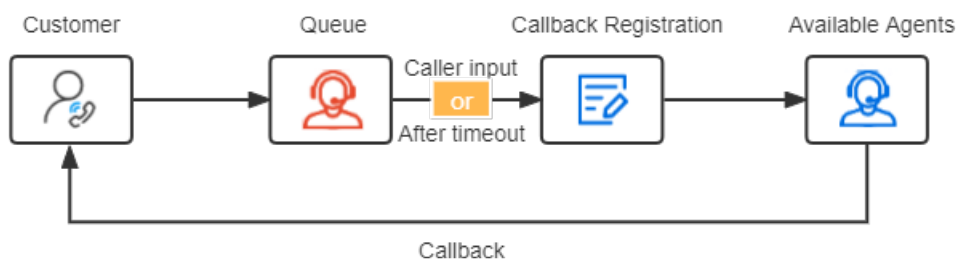 Customer
Queue
Callback Registration
Available Agents
Caller input
or
After timeout
Callback